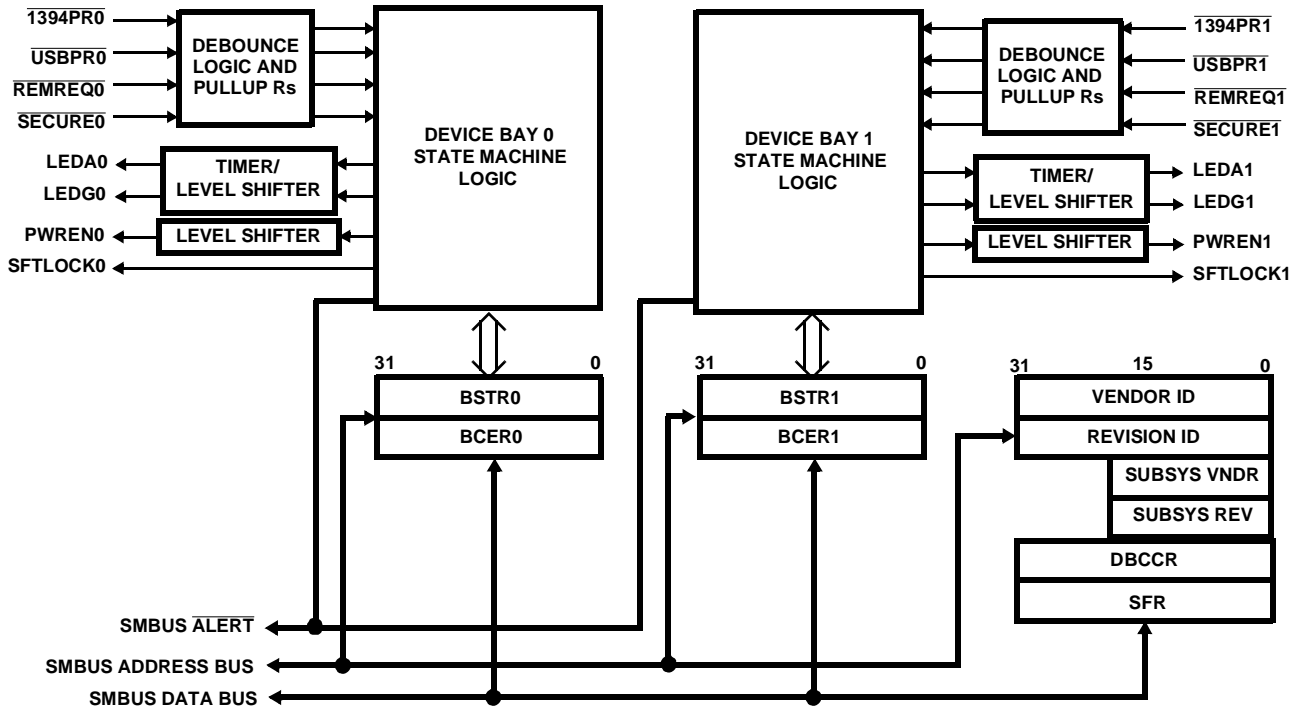 1394PR0
USBPR0
REMREQ0
SECURE0
LEDA0
LEDG0
PWREN0
SFTLOCK0
DEBOUNCE
LOGIC AND
PULLUP Rs
TIMER/
LEVEL SHIFTER
LEVEL SHIFTER
DEVICE BAY 0
STATE MACHINE
LOGIC
DEVICE BAY 1
STATE MACHINE
LOGIC
DEBOUNCE
LOGIC AND
PULLUP Rs
TIMER/
LEVEL SHIFTER
LEVEL SHIFTER
1394PR1
USBPR1
REMREQ1
SECURE1
LEDA1
LEDG1
PWREN1
SFTLOCK1
31 0
BSTR0
BCER0
31 0
BSTR1
BCER1
31 15 0
VENDOR ID
REVISION ID
SUBSYS VNDR
SUBSYS REV
DBCCR
SFR
SMBUS ALERT
SMBUS ADDRESS BUS
SMBUS DATA BUS